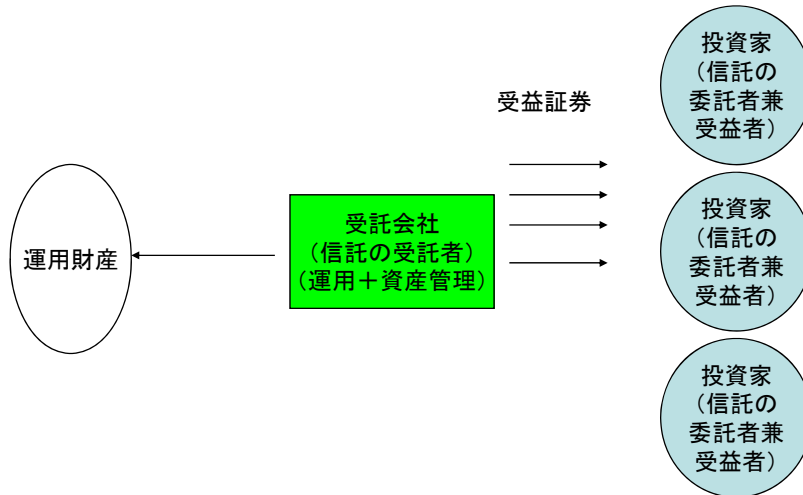 運用財産
受託会社
(信託の受託者)
(運用＋資産管理)
受益証券
投資家
(信託の
委託者兼
受益者)
投資家
(信託の
委託者兼
受益者)
投資家
(信託の
委託者兼
受益者)